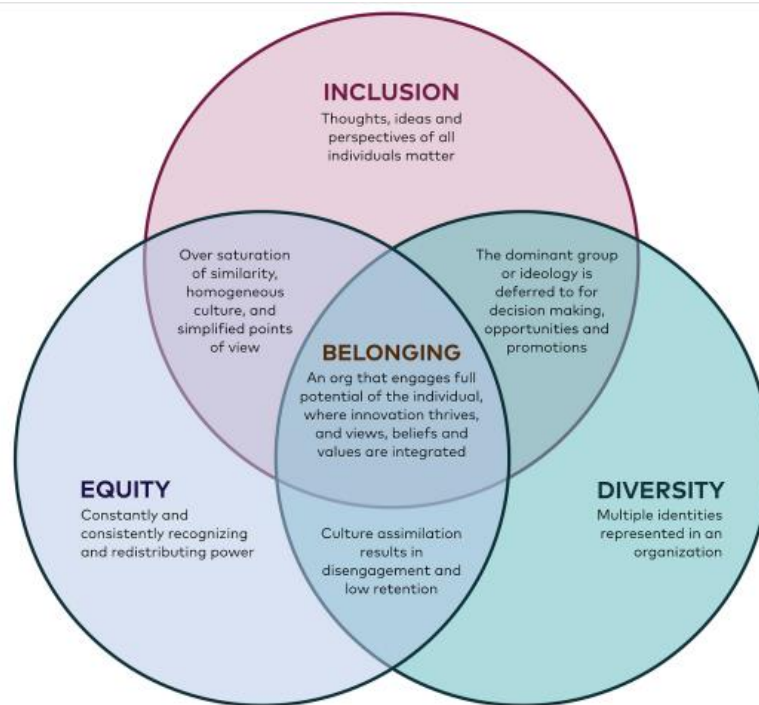 INCLUSION
Thoughts, ideas and
perspectives of all
individuals matter
Over saturation
of similarity,
homogeneous
culture, and
simplified points
of view
The dominant group
or ideology is
deferred to for
decision making,
opportunities and
promotions
BELONGING
An org that engages full
potential of the individual,
where innovation thrives,
and views, beliefs and
values are integrated
EQUITY
Constantly and
consistently recognizing
and redistributing power
Culture assimilation
results in
disengagement and
low retention
DIVERSITY
Multiple identities
represented in an
organization